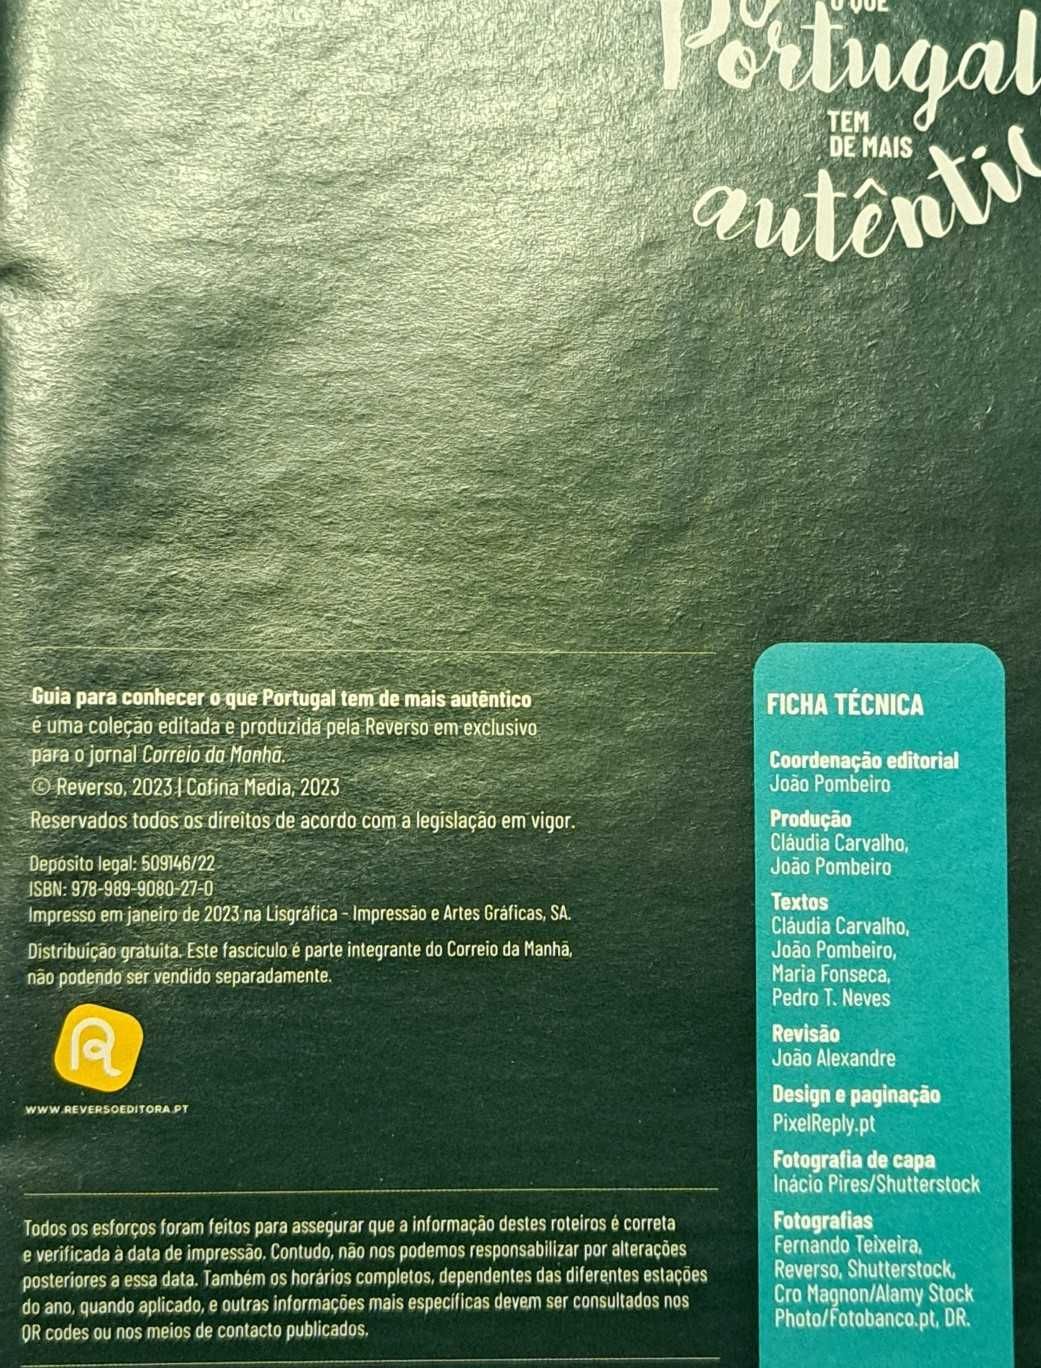 O QUE
Portugal
TEM
DE MAIS
Guia para conhecer o que Portugal tem de mais autêntico
é uma coleção editada e produzida pela Reverso em exclusivo
para o jornal Correio da Manhã.
© Reverso, 2023 | Cofina Media, 2023
Reservados todos os direitos de acordo com a legislação em vigor.
Depósito legal: 509146/22
ISBN: 978-989-9080-27-0
Impresso em janeiro de 2023 na Lisgráfica - Impressão e Artes Gráficas, SA.
Distribuição gratuita. Este fascículo é parte integrante do Correio da Manhã,
não podendo ser vendido separadamente.
WWW.REVERSOEDITORA.PT
Todos os esforços foram feitos para assegurar que a informação destes roteiros é correta
e verificada à data de impressão. Contudo, não nos podemos responsabilizar por alterações
posteriores a essa data. Também os horários completos, dependentes das diferentes estações
do ano, quando aplicado, e outras informações mais específicas devem ser consultados nos
QR codes ou nos meios de contacto publicados.
FICHA TÉCNICA
Coordenação editorial
João Pombeiro
Produção
Cláudia Carvalho,
João Pombeiro
Textos
Cláudia Carvalho,
João Pombeiro,
Maria Fonseca,
Pedro T. Neves
Revisão
João Alexandre
Design e paginação
PixelReply.pt
Fotografia de capa
Inácio Pires/Shutterstock
Fotografias
Fernando Teixeira,
Reverso, Shutterstock,
Cro Magnon/Alamy Stock
Photo/Fotobanco.pt, DR.